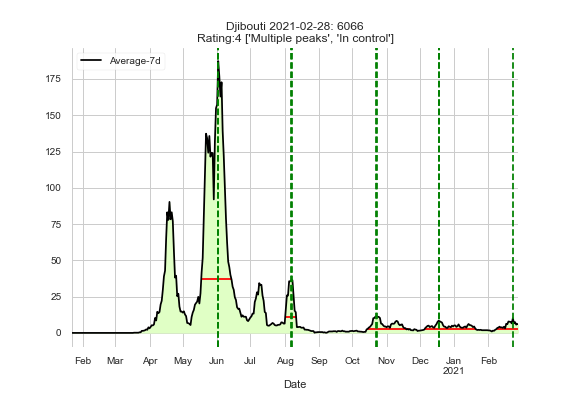 Djibouti 2021-02-28: 6066
Rating:4 ['Multiple peaks', 'In control']
Average-7d
175
150
125
100
75
50
25
0
Feb Mar Apr May Jun Jul Aug Sep Oct Nov Dec Jan Feb
2021
Date